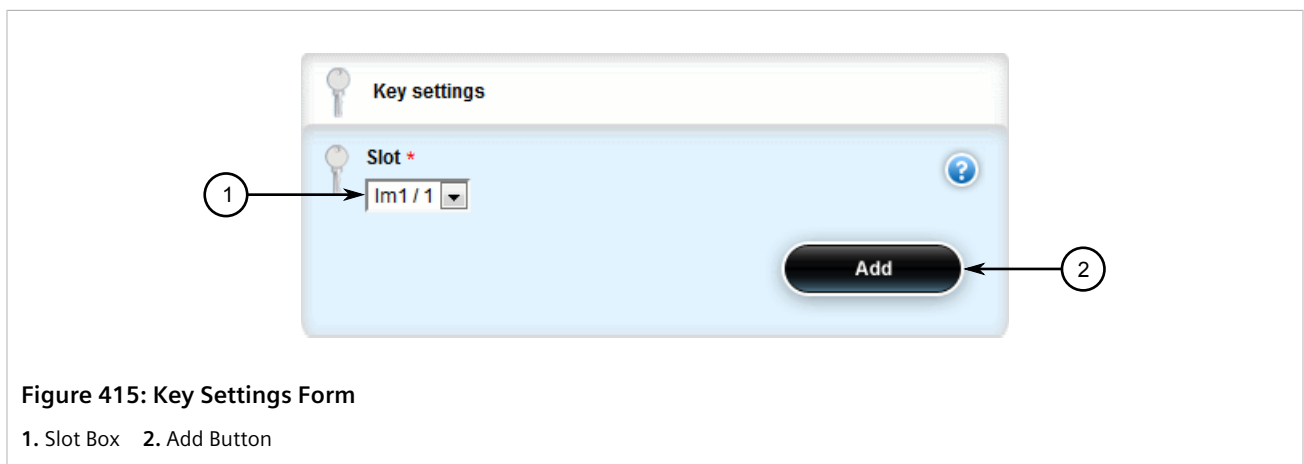 Key settings
Slot *
1
lm1 / 1
?
Add
2
Figure 415: Key Settings Form
1. Slot Box 2. Add Button